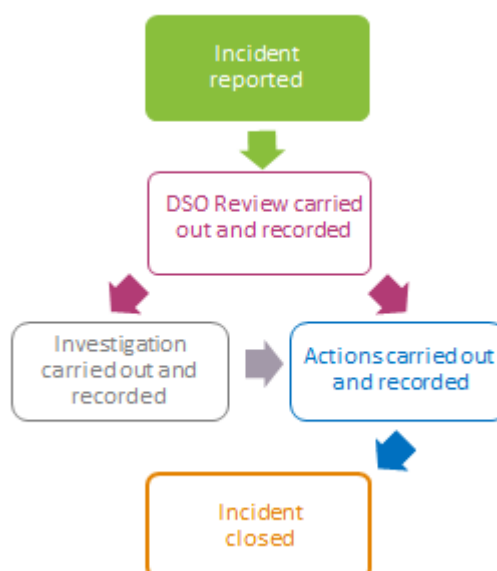 Incident
reported
DSO Review carried
out and recorded
Investigation
carried out and
recorded
Actions carried out
and recorded
Incident
closed